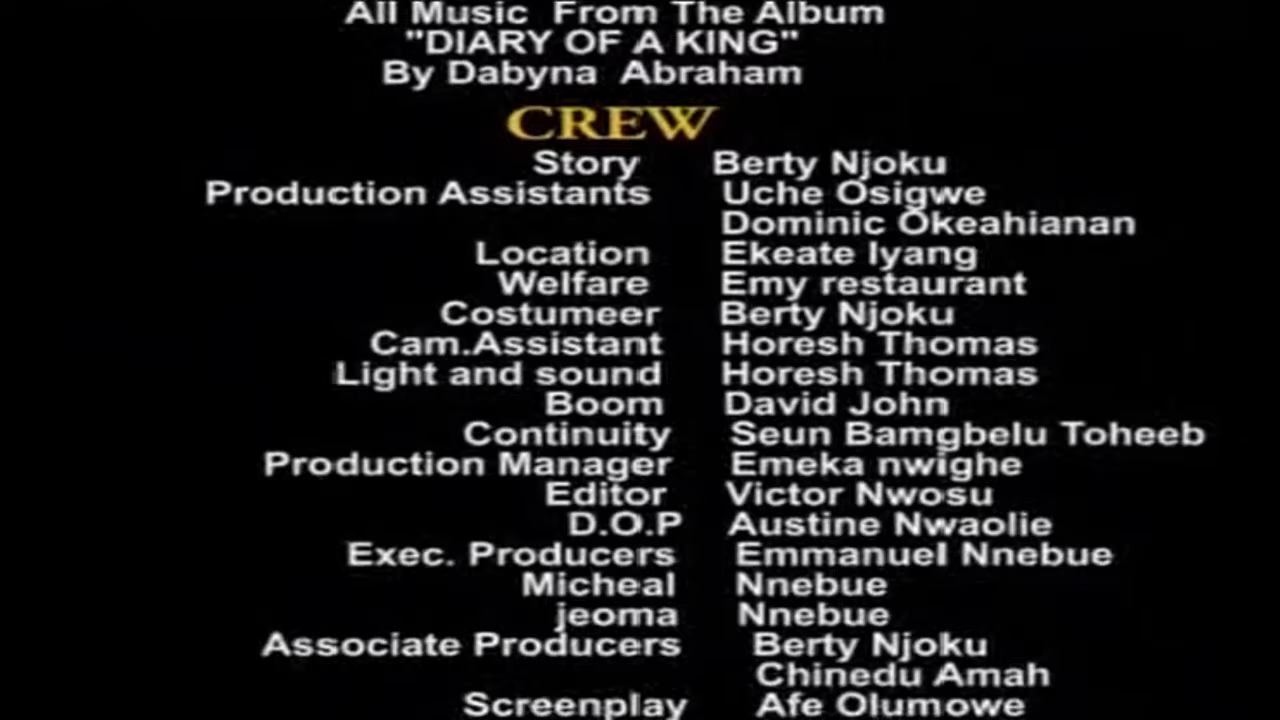 All Music From The Album
"DIARY OF A KING"
By Dabyna Abraham
CREW
Story Berty Njoku
Production Assistants Uche Osigwe
Dominic Okeahianan
Location Ekeate Iyang
Welfare Emy restaurant
Costumeer Berty Njoku
Cam.Assistant Horesh Thomas
Light and sound Horesh Thomas
Boom David John
Continuity Seun Bamgbelu Toheeb
Production Manager Emeka nwighe
Editor Victor Nwosu
D.O.P Austine Nwaolie
Exec. Producers Emmanuel Nnebue
Micheal Nnebue
jeoma Nnebue
Associate Producers Berty Njoku
Chinedu Amah
Screenplay Afe Olumowe